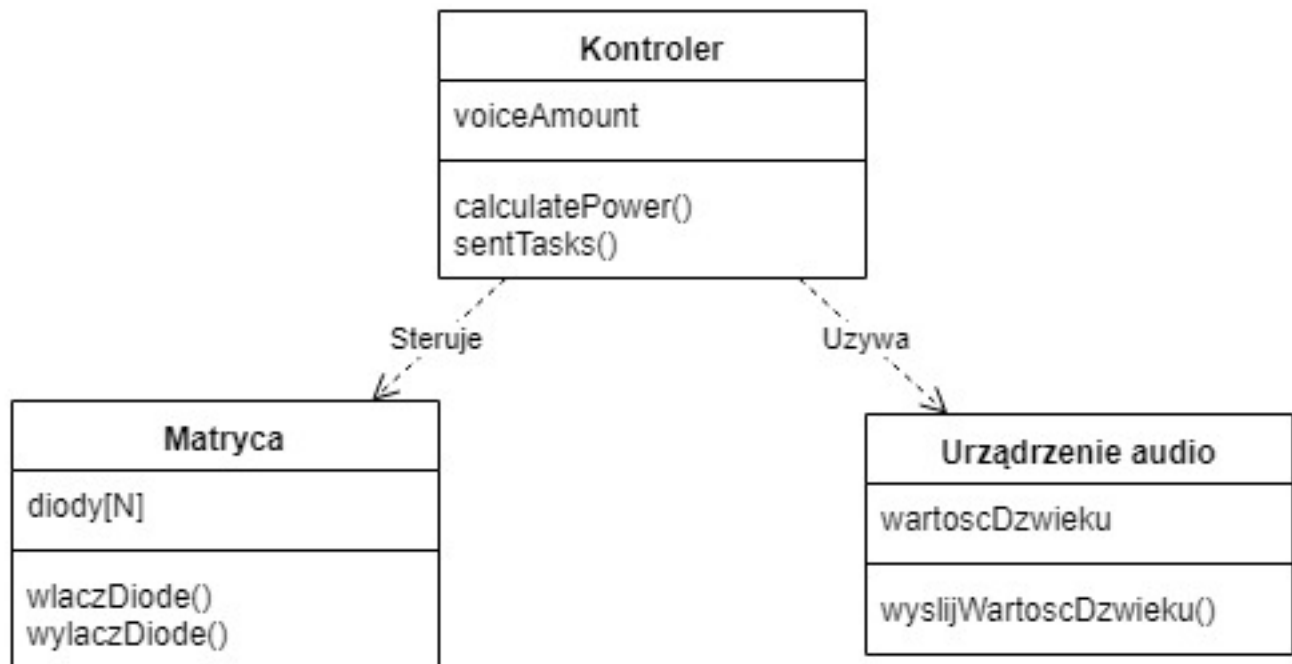 Kontroler
voiceAmount
calculatePower()
sentTasks()
Steruje
Uzywa
Matryca
diody[N]
wlaczDiode()
wylaczDiode()
Urządrzenie audio
wartoscDzwieku
wyslijWartoscDzwieku()